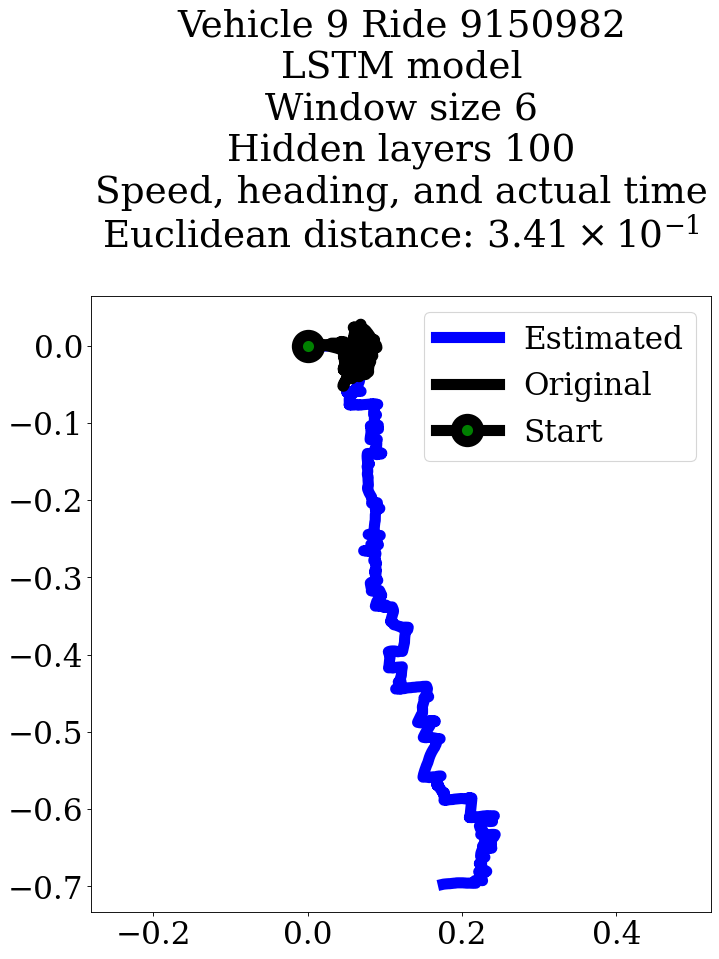 Vehicle 9 Ride 9150982
LSTM model
Window size 6
Hidden layers 100
Speed, heading, and actual time
Euclidean distance: 3.41 × 10⁻¹
Estimated
Original
Start
0.0
−0.1
−0.2
−0.3
−0.4
−0.5
−0.6
−0.7
−0.2
0.0
0.2
0.4